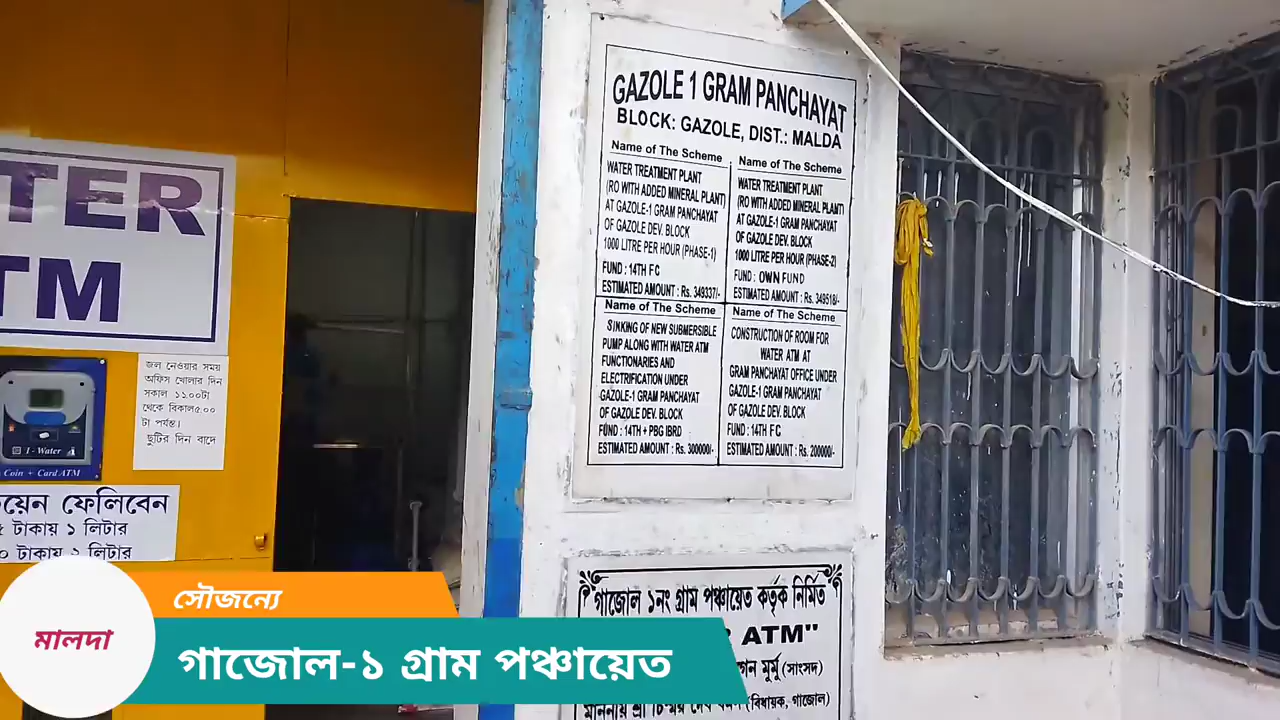 TER
TM
জল নেওয়ার সময়
অফিস খোলার দিন
সকাল ১১০০টা
থেকে বিকাল৫:০০
টা পর্যন্ত।
ছুটির দিন বাদে
I - Water
Coin + Card ATM
য়েন ফেলিবেন
৫ টাকায় ১ লিটার
০ টাকায় ২ লিটার
GAZOLE 1 GRAM PANCHAYAT
BLOCK: GAZOLE, DIST.: MALDA
Name of The Scheme
WATER TREATMENT PLANT
(RO WITH ADDED MINERAL PLANT)
AT GAZOLE-1 GRAM PANCHAYAT
OF GAZOLE DEV. BLOCK
1000 LITRE PER HOUR (PHASE-1)
FUND : 14TH FC
ESTIMATED AMOUNT : Rs. 349337/-
Name of The Scheme
WATER TREATMENT PLANT
(RO WITH ADDED MINERAL PLANT)
AT GAZOLE-1 GRAM PANCHAYAT
OF GAZOLE DEV. BLOCK
1000 LITRE PER HOUR (PHASE-2)
FUND : OWN FUND
ESTIMATED AMOUNT : Rs. 349518/-
Name of The Scheme
SINKING OF NEW SUBMERSIBLE
PUMP ALONG WITH WATER ATM
FUNCTIONARIES AND
ELECTRIFICATION UNDER
GAZOLE-1 GRAM PANCHAYAT
OF GAZOLE DEV. BLOCK
FUND : 14TH + PBG IBRD
ESTIMATED AMOUNT : Rs. 300000/-
Name of The Scheme
CONSTRUCTION OF ROOM FOR
WATER ATM AT
GRAM PANCHAYAT OFFICE UNDER
GAZOLE-1 GRAM PANCHAYAT
OF GAZOLE DEV. BLOCK
FUND : 14TH F C
ESTIMATED AMOUNT : Rs. 200000/-
গাজোল ১নং গ্রাম পঞ্চায়েত কর্তৃক নির্মিত
ATM"
মুর্মু (সাংসদ)
মাননীয় শ্রী (বিধায়ক, গাজোল)
সৌজন্যে
মালদা
গাজোল-১ গ্রাম পঞ্চায়েত